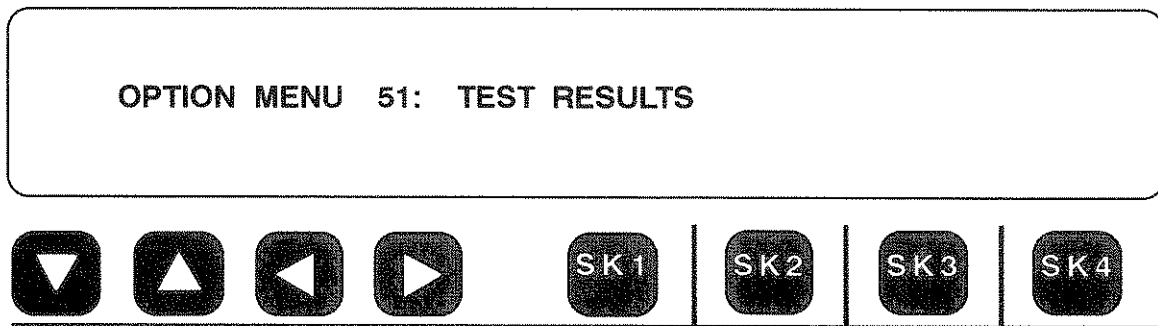 OPTION MENU 51: TEST RESULTS
SK1 SK2 SK3 SK4